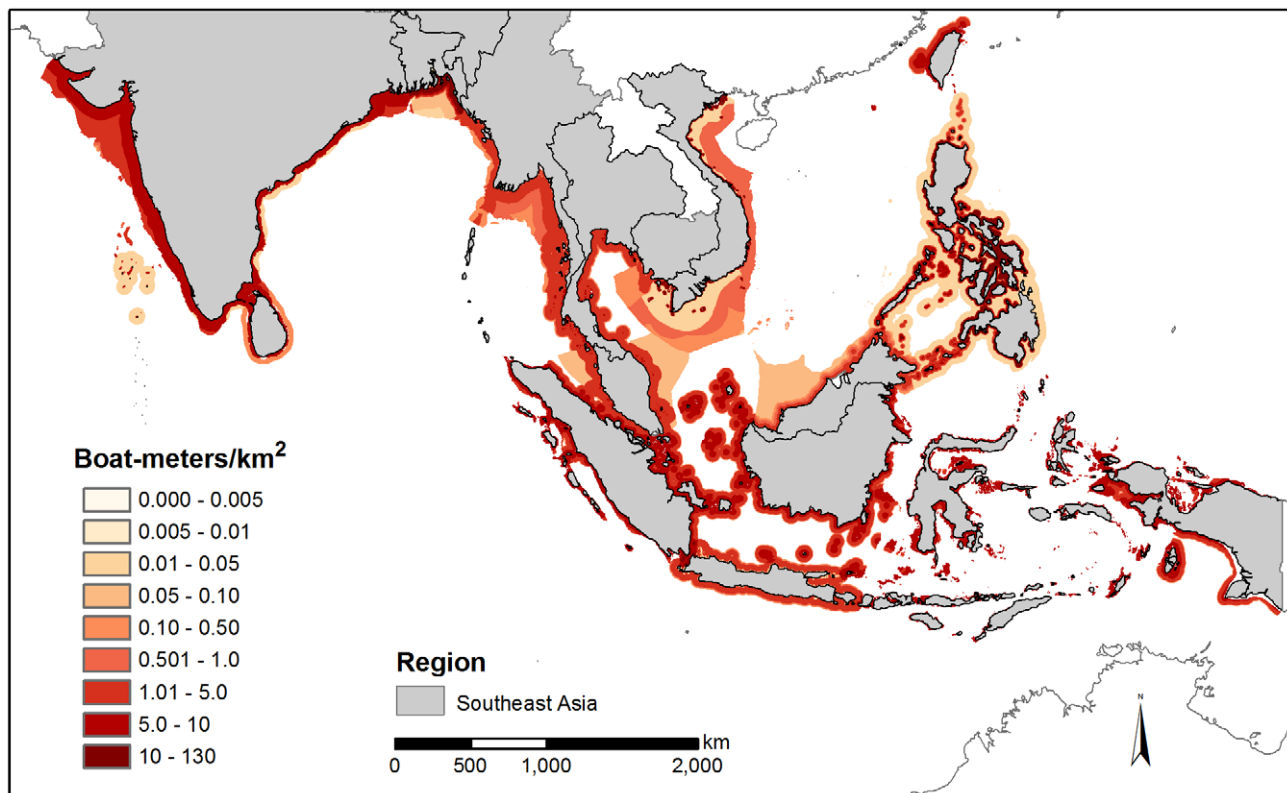 Boat-meters/km²
0.000 - 0.005
0.005 - 0.01
0.01 - 0.05
0.05 - 0.10
0.10 - 0.50
0.501 - 1.0
1.01 - 5.0
5.0 - 10
10 - 130
Region
Southeast Asia
km
0 500 1,000 2,000
N